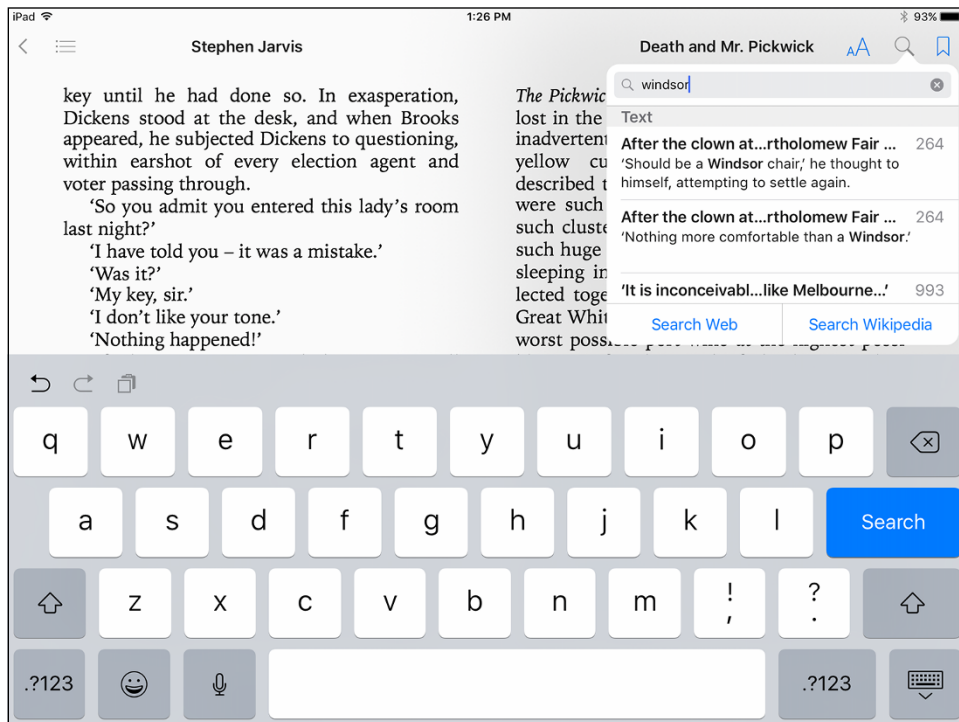 iPad
1:26 PM
93%
Stephen Jarvis
Death and Mr. Pickwick
AA
key until he had done so. In exasperation,
Dickens stood at the desk, and when Brooks
appeared, he subjected Dickens to questioning,
within earshot of every election agent and
voter passing through.
‘So you admit you entered this lady’s room
last night?’
‘I have told you – it was a mistake.’
‘Was it?’
‘My key, sir.’
‘I don’t like your tone.’
‘Nothing happened!’
The Pickwic
lost in the
inadvertent
yellow cu
described t
were such
such cluste
such huge
sleeping in
lected toge
Great Whit
worst possible port wine at the highest
windsor
Text
After the clown at...rtholomew Fair ... 264
‘Should be a Windsor chair,’ he thought to
himself, attempting to settle again.
After the clown at...rtholomew Fair ... 264
‘Nothing more comfortable than a Windsor.’
‘It is inconceivabl...like Melbourne...’ 993
Search Web Search Wikipedia
q w e r t y u i o p
a s d f g h j k l Search
z x c v b n m ! , ? .
.?123 .?123